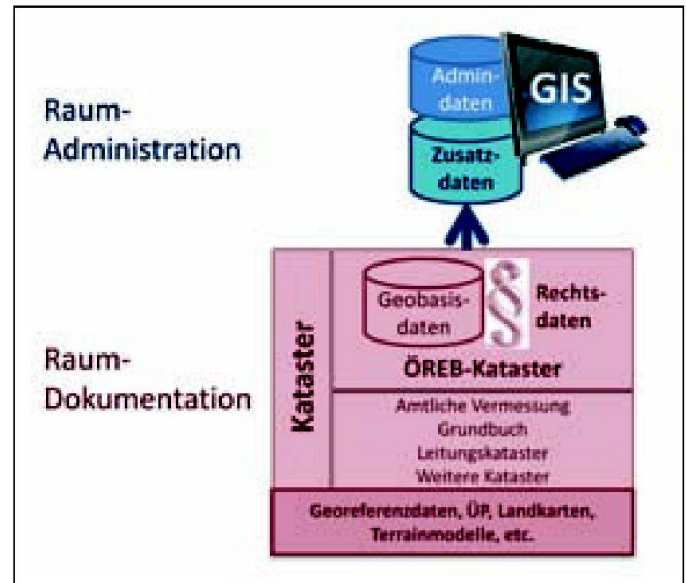 Raum-
Administration
Admin-
daten
GIS
Zusatz-
daten
Raum-
Dokumentation
Kataster
Geobasis-
daten
§
Rechts-
daten
ÖREB-Kataster
Amtliche Vermessung
Grundbuch
Leitungskataster
Weitere Kataster
Georeferenzdaten, ÜP, Landkarten,
Terrainmodelle, etc.